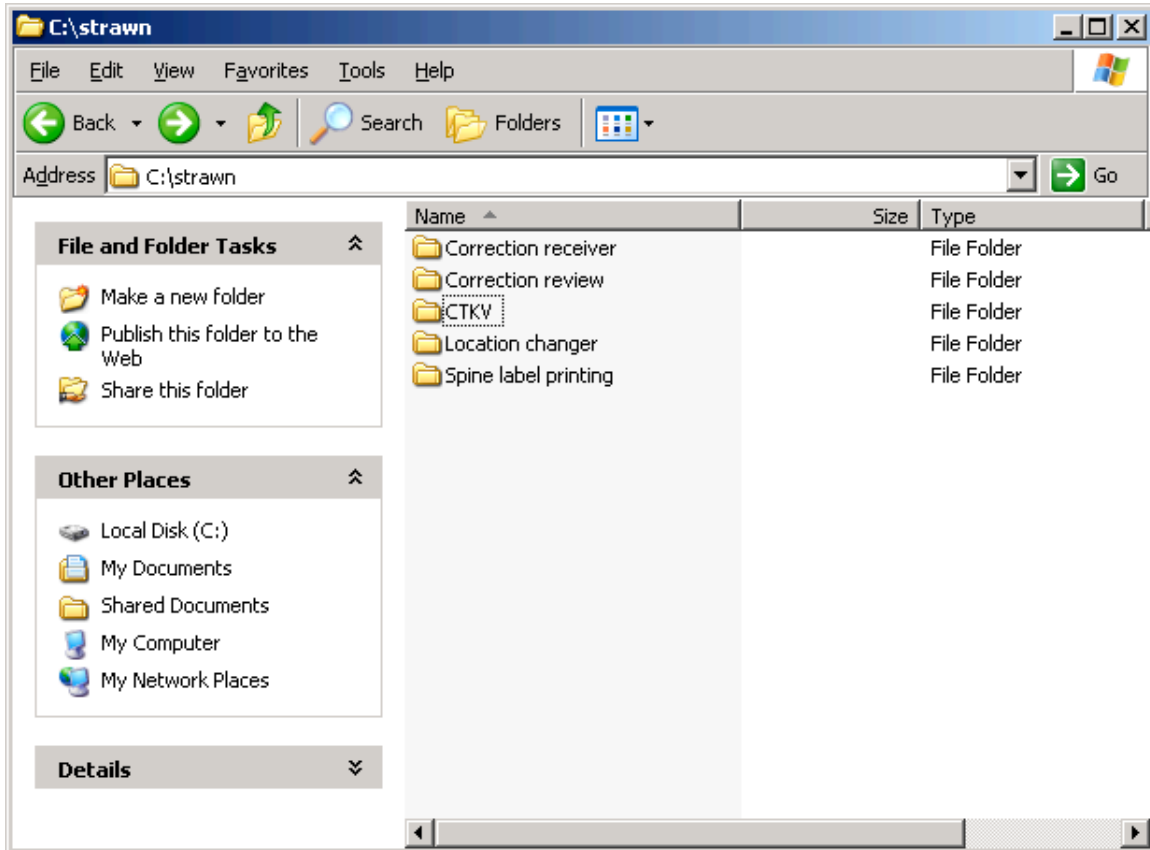 C:\strawn
File Edit View Favorites Tools Help
Back Search Folders
Address C:\strawn Go
File and Folder Tasks
Make a new folder
Publish this folder to the
Web
Share this folder
Other Places
Local Disk (C:)
My Documents
Shared Documents
My Computer
My Network Places
Details
Name Size Type
Correction receiver File Folder
Correction review File Folder
CTKV File Folder
Location changer File Folder
Spine label printing File Folder